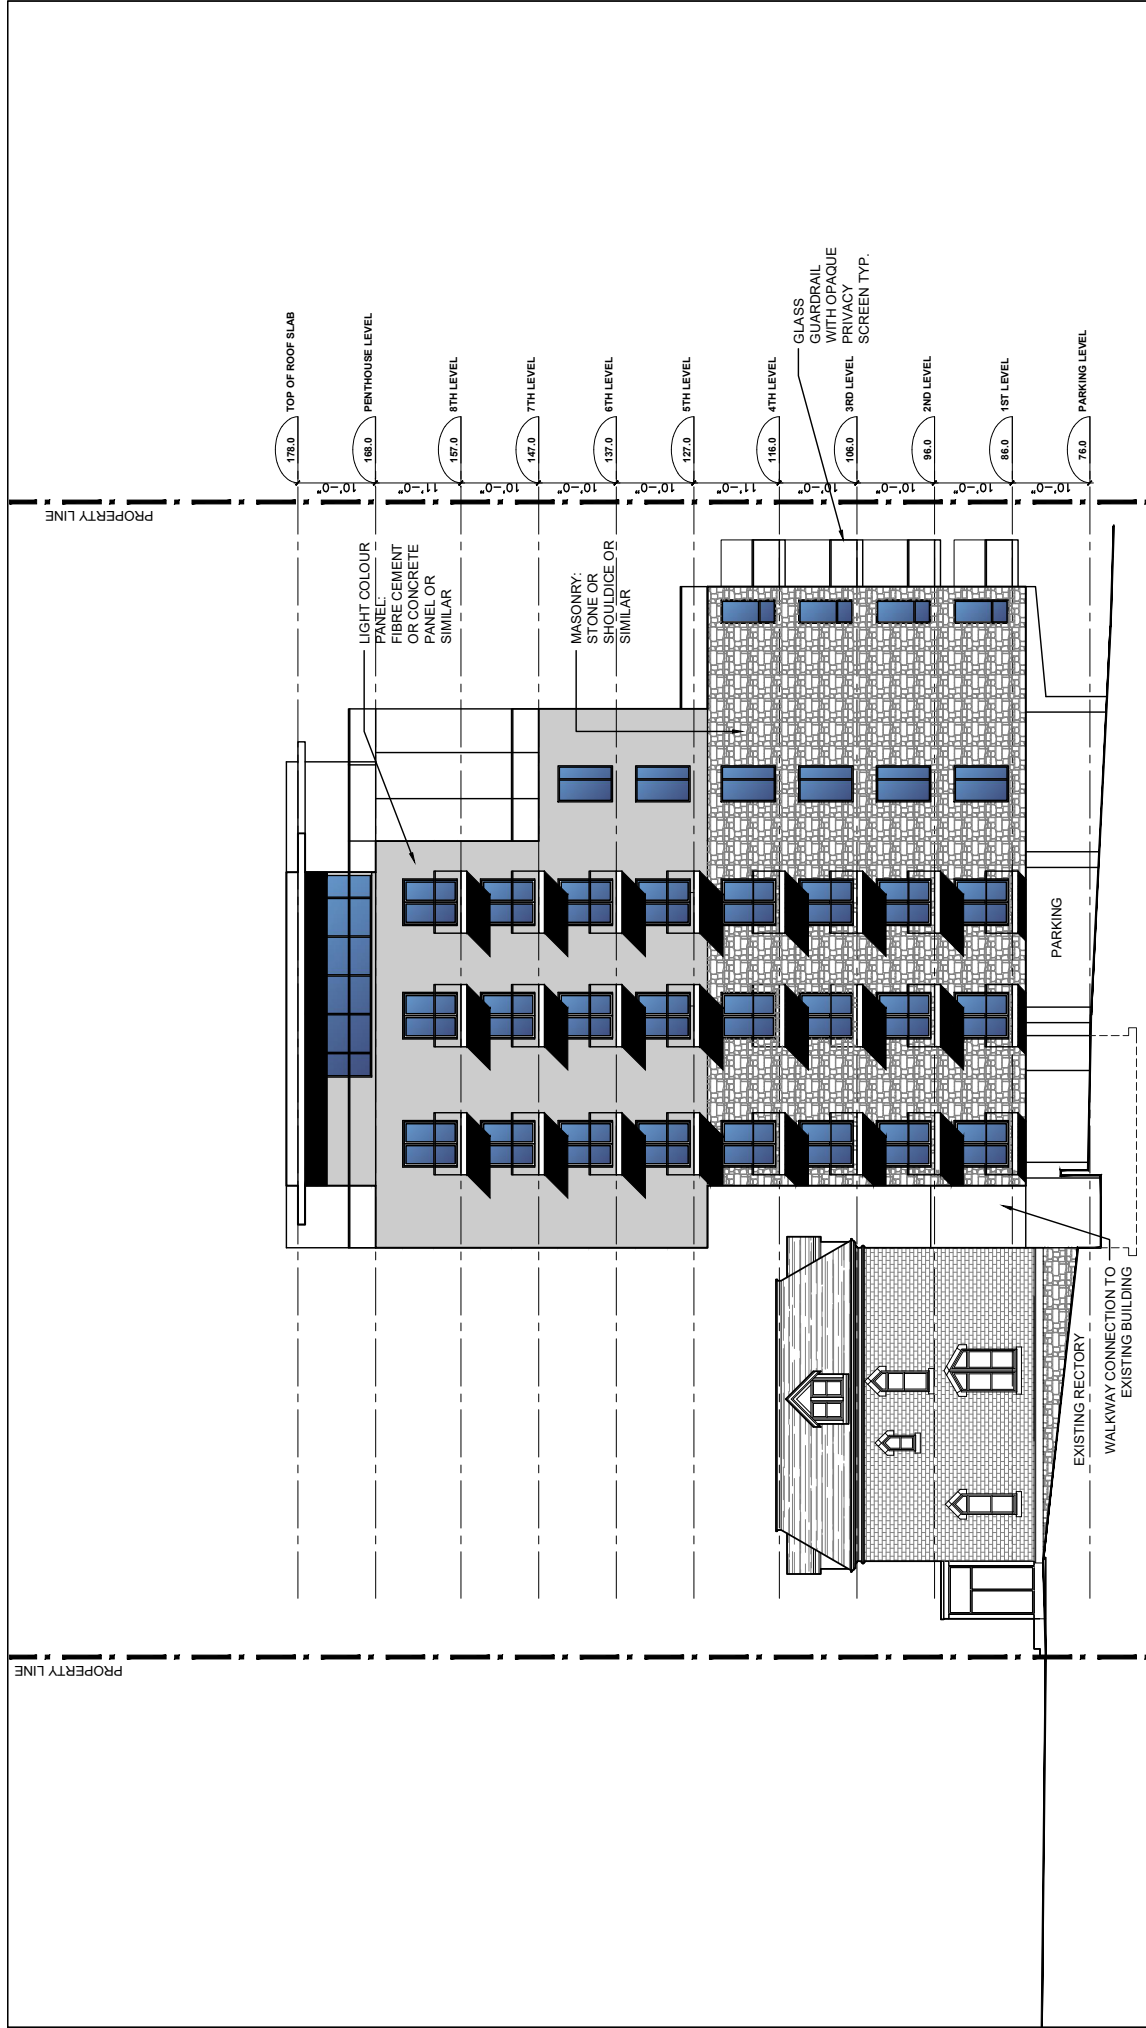 PROPERTY LINE
PROPERTY LINE
178.0 TOP OF ROOF SLAB
10'-0"
168.0 PENTHOUSE LEVEL
11'-0"
157.0 8TH LEVEL
10'-0"
147.0 7TH LEVEL
10'-0"
137.0 6TH LEVEL
10'-0"
127.0 5TH LEVEL
11'-0"
116.0 4TH LEVEL
10'-0"
106.0 3RD LEVEL
10'-0"
96.0 2ND LEVEL
10'-0"
86.0 1ST LEVEL
10'-0"
76.0 PARKING LEVEL
LIGHT COLOUR
PANEL:
FIBRE CEMENT
OR CONCRETE
PANEL OR
SIMILAR
MASONRY:
STONE OR
SHOULDICE OR
SIMILAR
GLASS
GUARDRAIL
WITH OPAQUE
PRIVACY
SCREEN TYP.
PARKING
EXISTING RECTORY
WALKWAY CONNECTION TO
EXISTING BUILDING